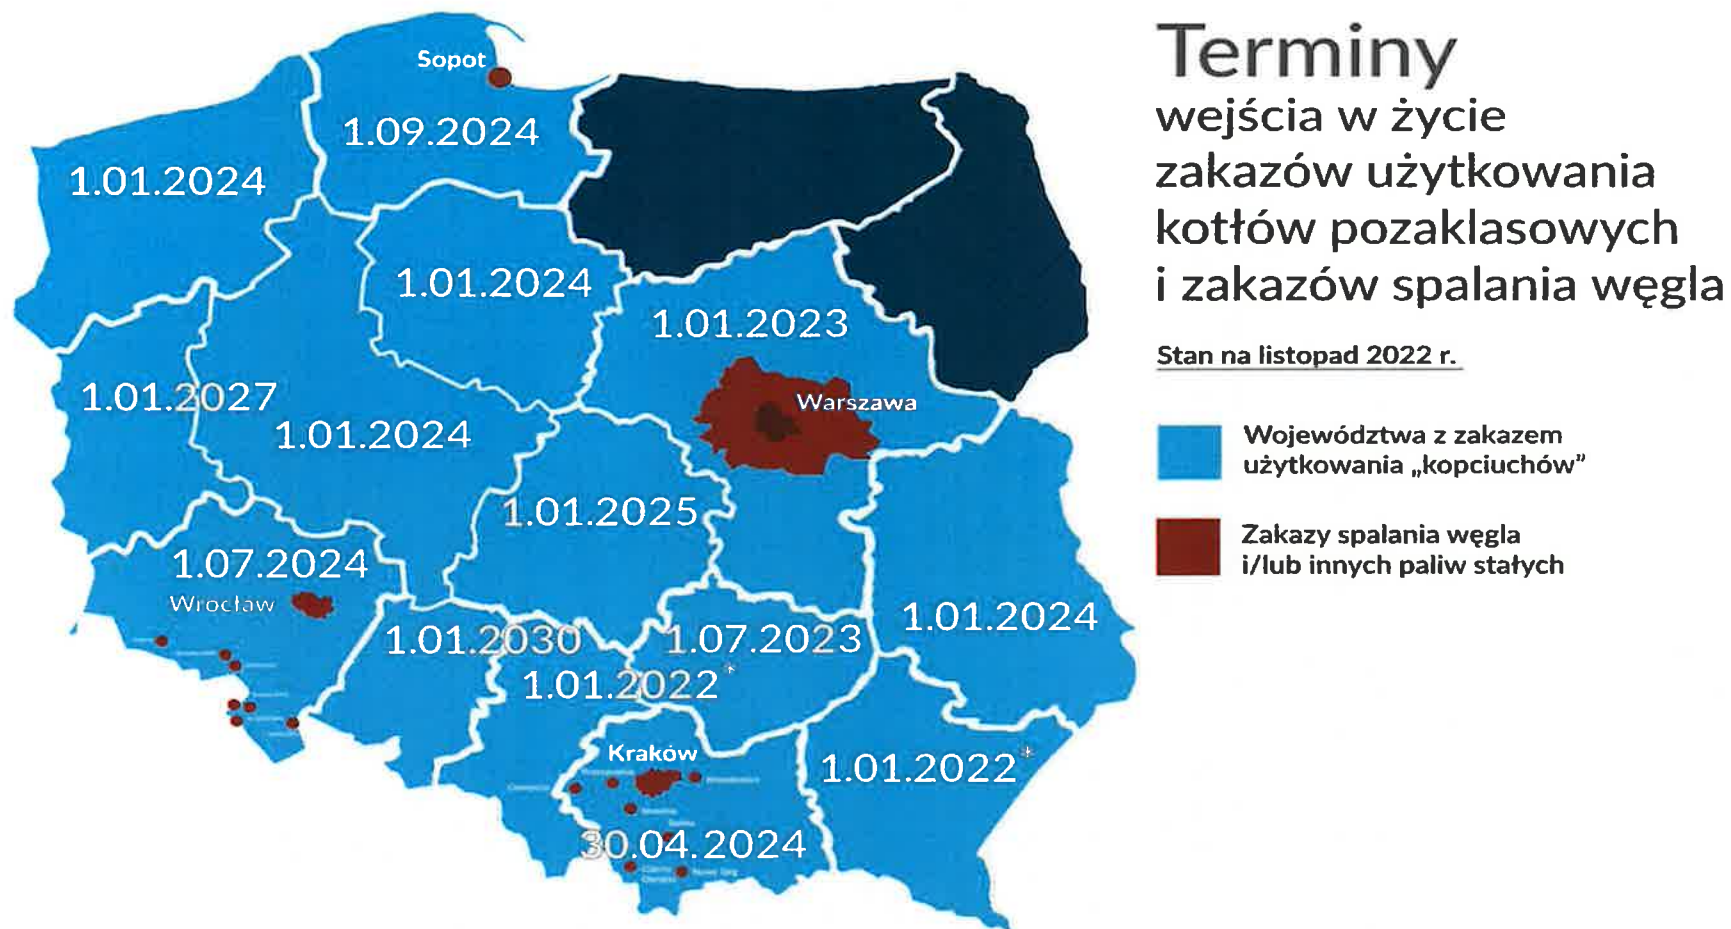 Terminy
wejścia w życie
zakazów użytkowania
kotłów pozaklasowych
i zakazów spalania węgla
Stan na listopad 2022 r.
Województwa z zakazem
użytkowania „kopciuchów”
Zakazy spalania węgla
i/lub innych paliw stałych
Sopot
1.09.2024
1.01.2024
1.01.2024
1.01.2023
1.01.2027
Warszawa
1.01.2024
1.01.2025
1.07.2024
Wrocław
1.01.2024
1.01.2030
1.07.2023
1.01.2022*
Kraków
1.01.2022*
30.04.2024
Nowy Targ